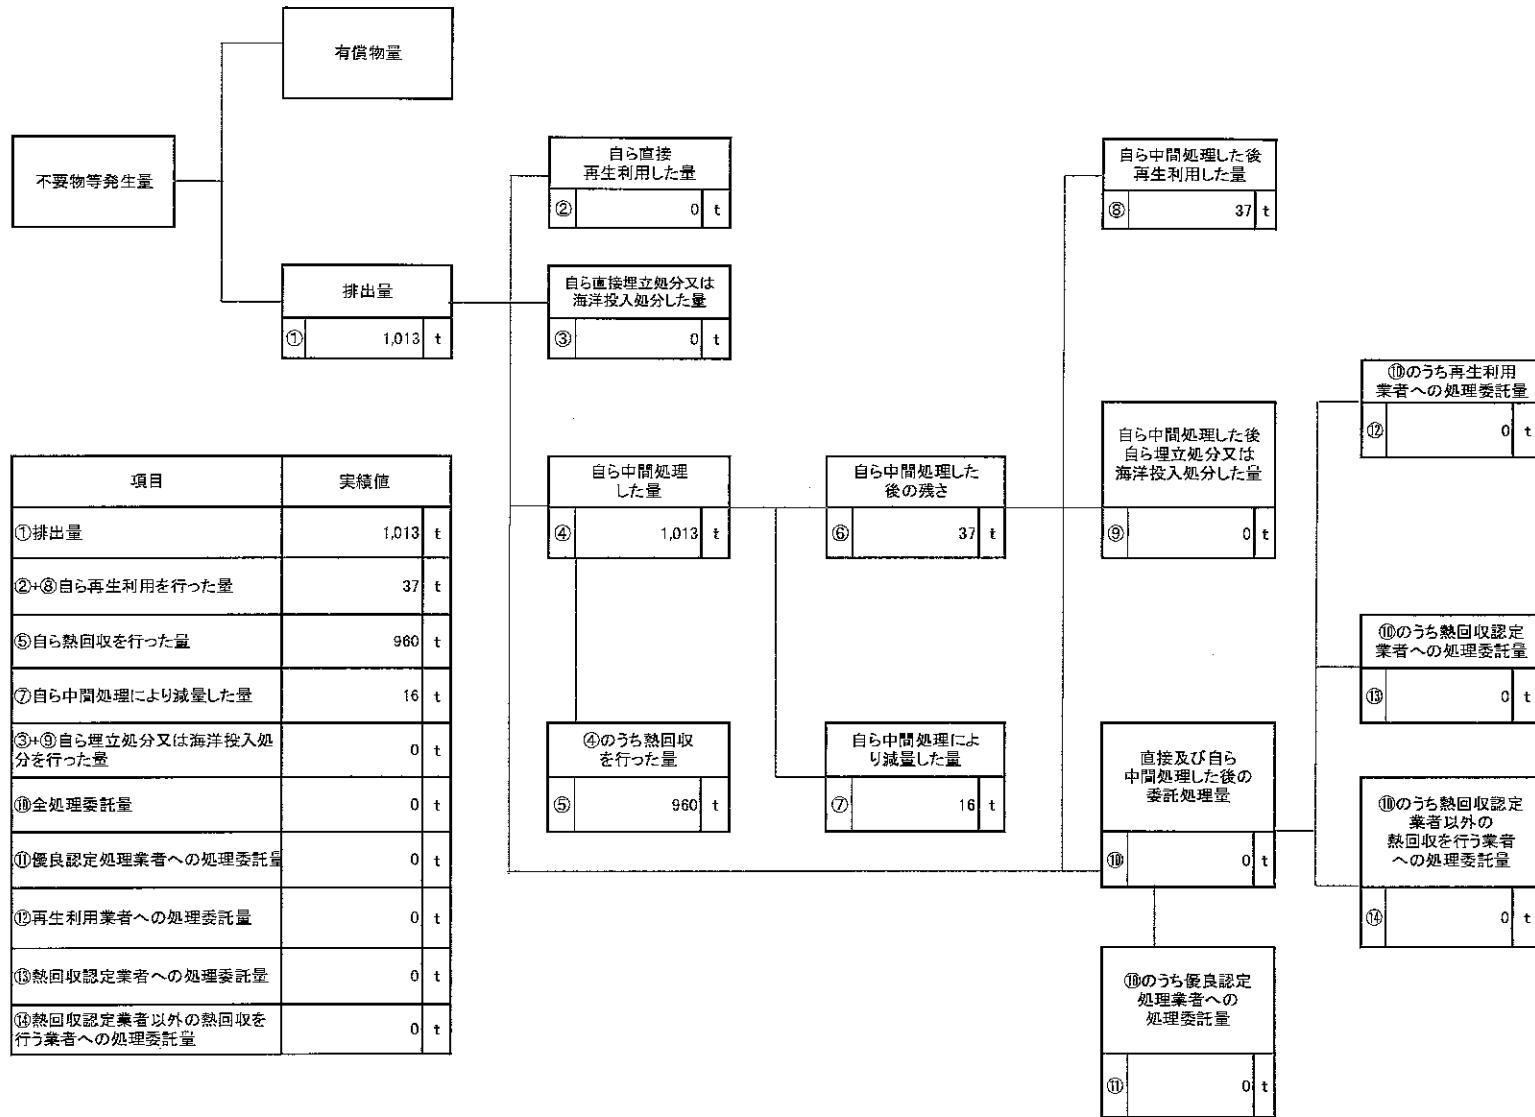 有償物量
不要物等発生量
排出量
① 1,013 t
自ら直接
再生利用した量
② 0 t
自ら直接埋立処分又は
海洋投入処分した量
③ 0 t
自ら中間処理
した量
④ 1,013 t
④のうち熱回収
を行った量
⑤ 960 t
自ら中間処理した
後の残さ
⑥ 37 t
自ら中間処理によ
り減量した量
⑦ 16 t
自ら中間処理した後
再生利用した量
⑧ 37 t
自ら中間処理した後
自ら埋立処分又は
海洋投入処分した量
⑨ 0 t
直接及び自ら
中間処理した後の
委託処理量
⑩ 0 t
⑩のうち優良認定
処理業者への
処理委託量
⑪ 0 t
⑩のうち再生利用
業者への処理委託量
⑫ 0 t
⑩のうち熱回収認定
業者への処理委託量
⑬ 0 t
⑩のうち熱回収認定
業者以外の
熱回収を行う業者
への処理委託量
⑭ 0 t
項目 実績値
①排出量 1,013 t
②+⑧自ら再生利用を行った量 37 t
⑤自ら熱回収を行った量 960 t
⑦自ら中間処理により減量した量 16 t
③+⑨自ら埋立処分又は海洋投入処
分を行った量 0 t
⑩全処理委託量 0 t
⑪優良認定処理業者への処理委託量 0 t
⑫再生利用業者への処理委託量 0 t
⑬熱回収認定業者への処理委託量 0 t
⑭熱回収認定業者以外の熱回収を
行う業者への処理委託量 0 t